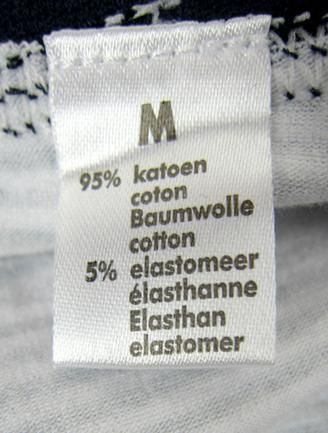 M
95% katoen
coton
Baumwolle
cotton
5% elastomeer
élasthanne
Elasthan
elastomer